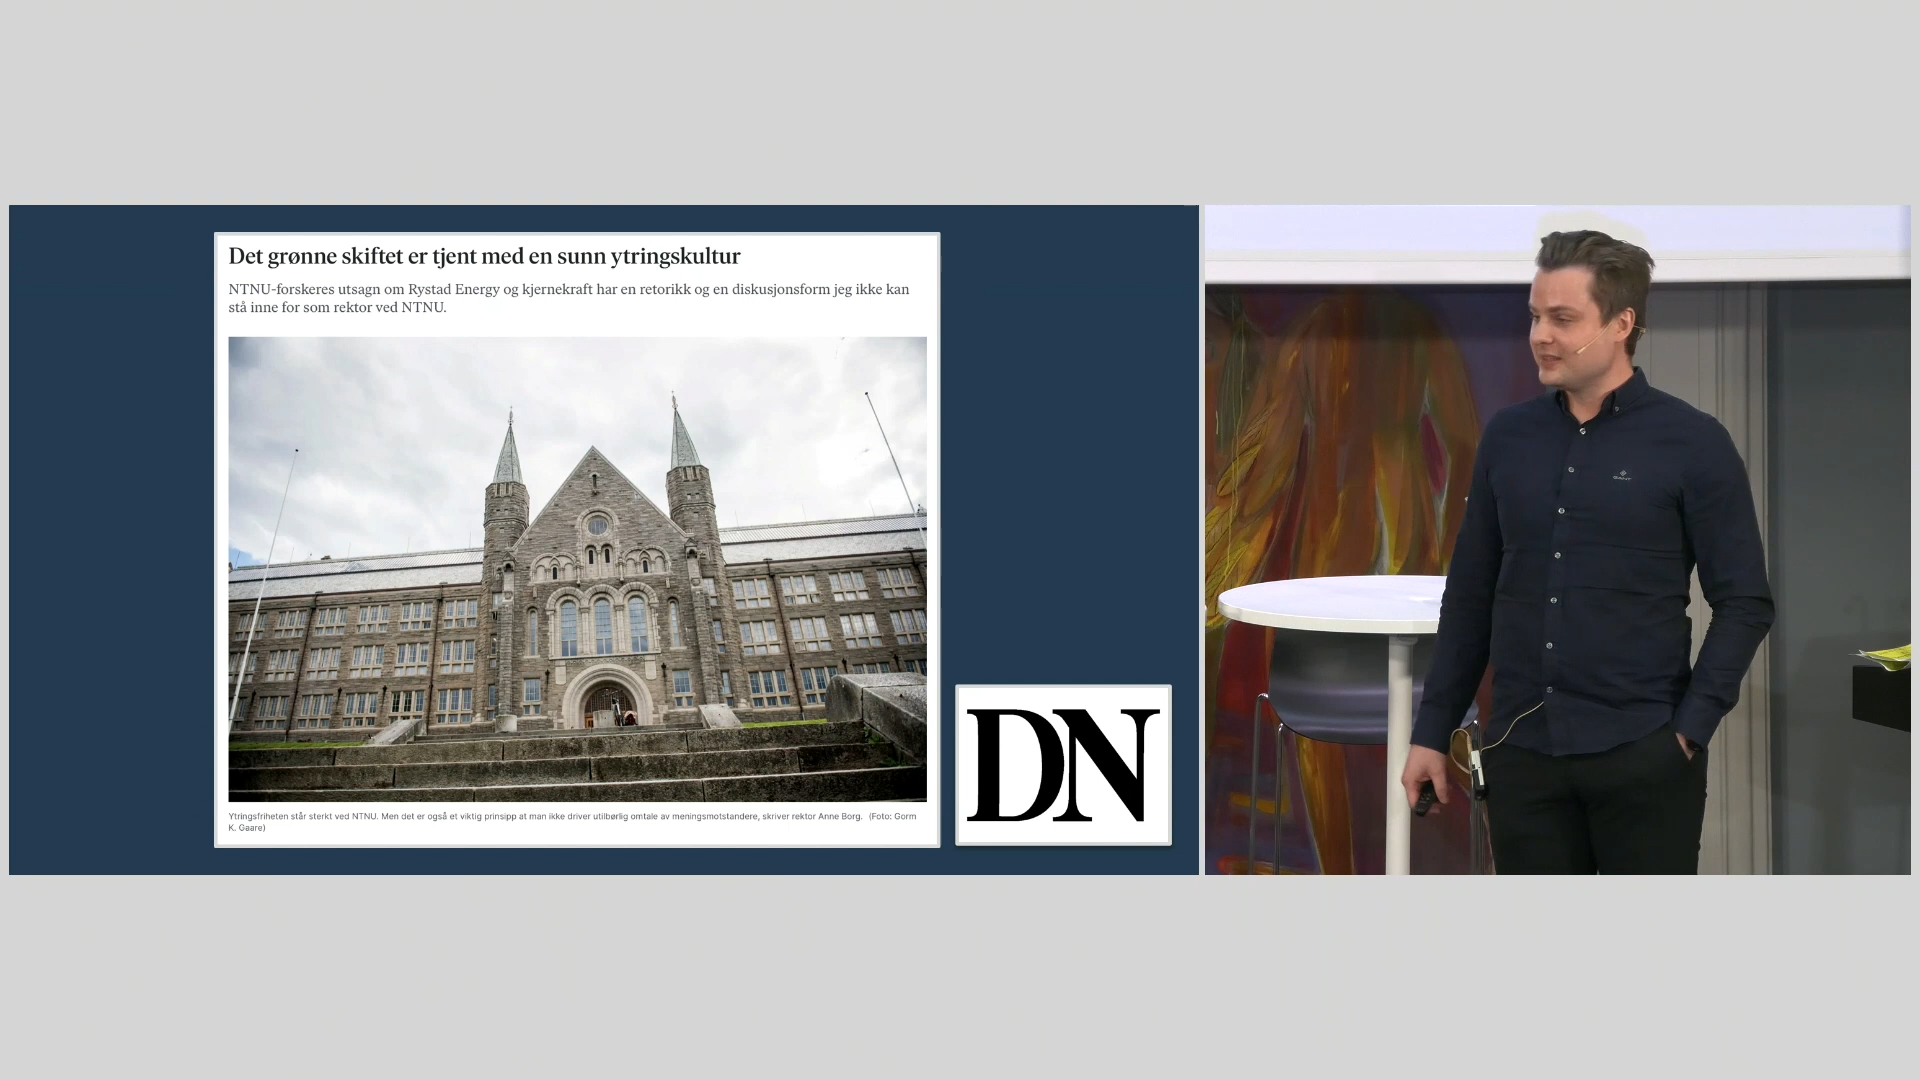 Det grønne skiftet er tjent med en sunn ytringskultur
NTNU-forskeres utsagn om Rystad Energy og kjernekraft har en retorikk og en diskusjonsform jeg ikke kan
stå inne for som rektor ved NTNU.
Ytringsfriheten står sterkt ved NTNU. Men det er også et viktig prinsipp at man ikke driver utilbørlig omtale av meningsmotstandere, skriver rektor Anne Borg. (Foto: Gorm
K. Gaare)
DN
GANT